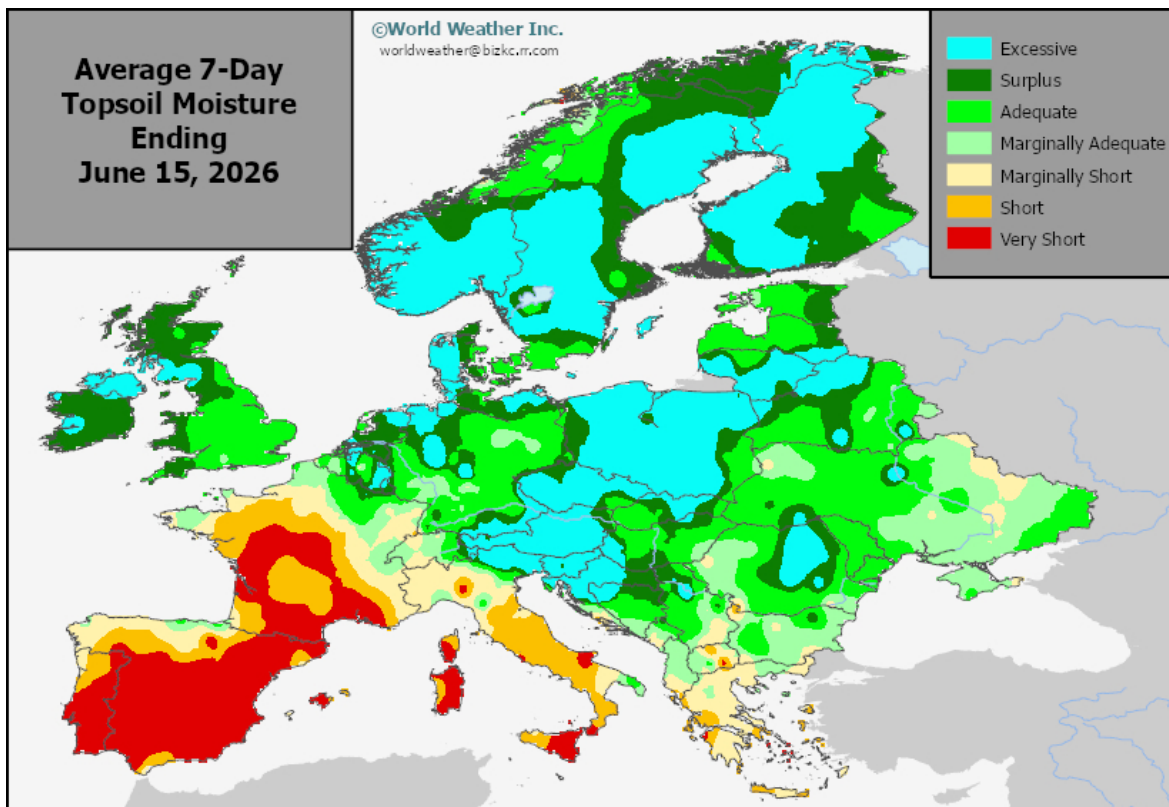 Average 7-Day
Topsoil Moisture
Ending
June 15, 2026
©World Weather Inc.
worldweather@bizkc.rr.com
Excessive
Surplus
Adequate
Marginally Adequate
Marginally Short
Short
Very Short